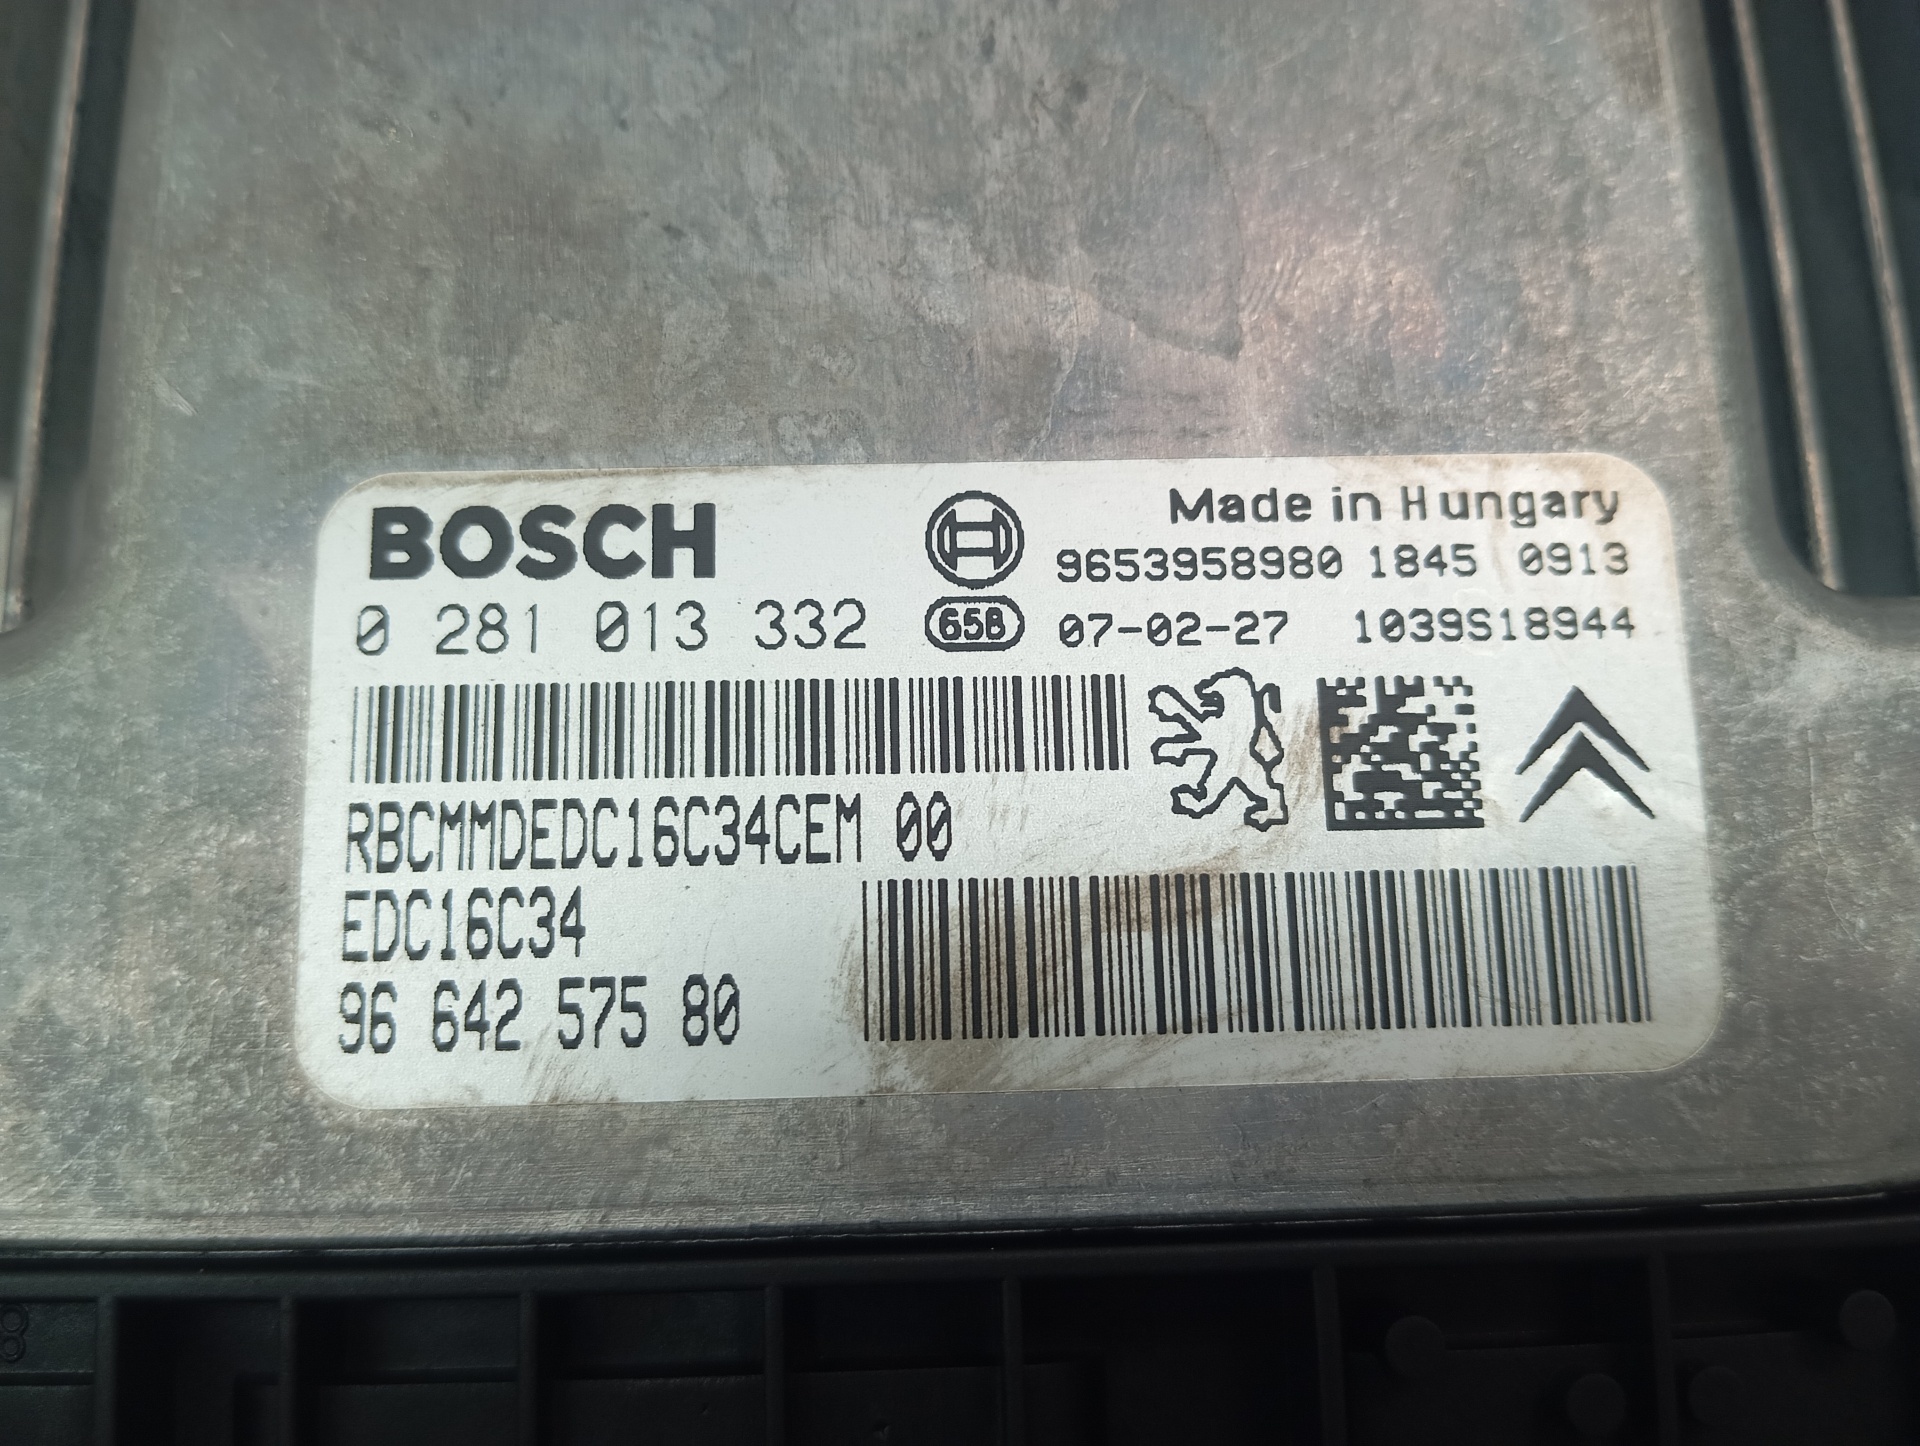 BOSCH
Made in Hungary
9653958980 1845 0913
0 281 013 332
65B
07-02-27 1039S18944
RBCMMDEDC16C34CEM 00
EDC16C34
96 642 575 80
8